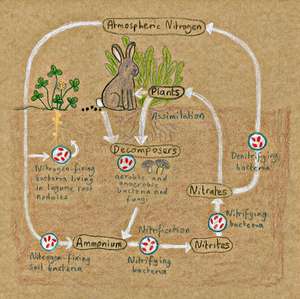 Atmospheric Nitrogen
Plants
Assimilation
Decomposers
aerobic and
anaerobic
bacteria and
fungi
Nitrogen-fixing
bacteria living
in legume root
nodules
Denitrifying
bacteria
Nitrates
Nitrifying
bacteria
Nitrification
Ammonium
Nitrites
Nitrogen-fixing
soil bacteria
Nitrifying
bacteria